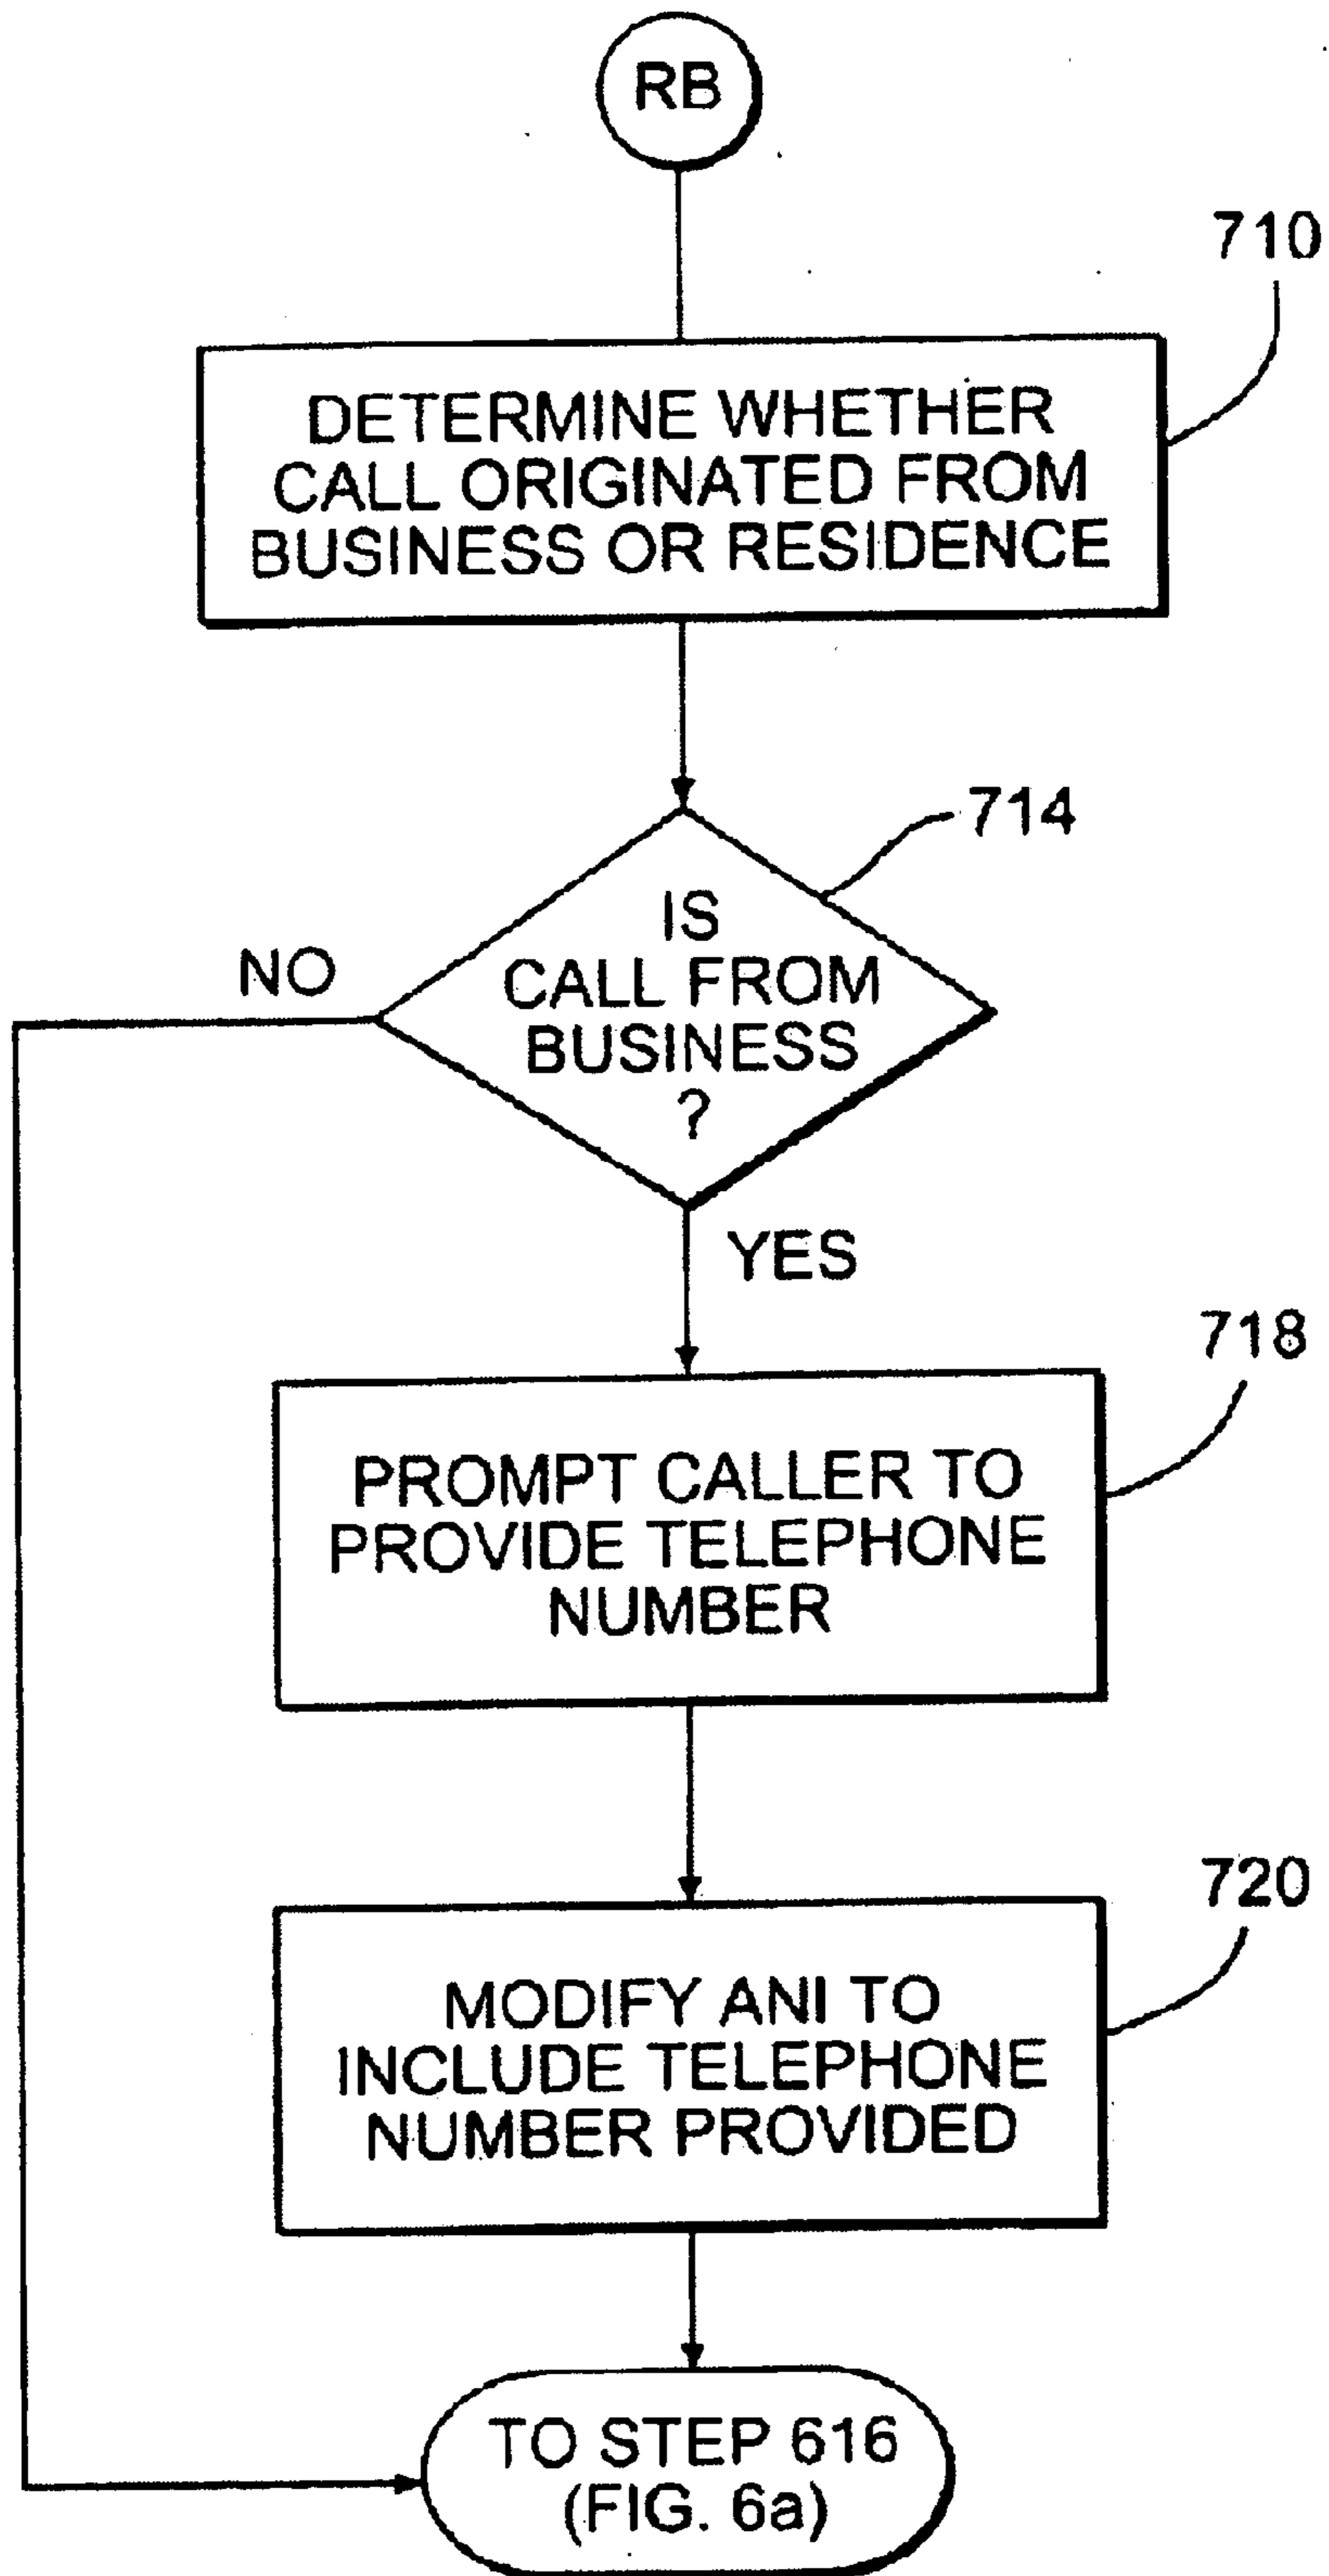 RB
710
DETERMINE WHETHER
CALL ORIGINATED FROM
BUSINESS OR RESIDENCE
714
IS
CALL FROM
BUSINESS
?
NO
YES
718
PROMPT CALLER TO
PROVIDE TELEPHONE
NUMBER
720
MODIFY ANI TO
INCLUDE TELEPHONE
NUMBER PROVIDED
TO STEP 616
(FIG. 6a)